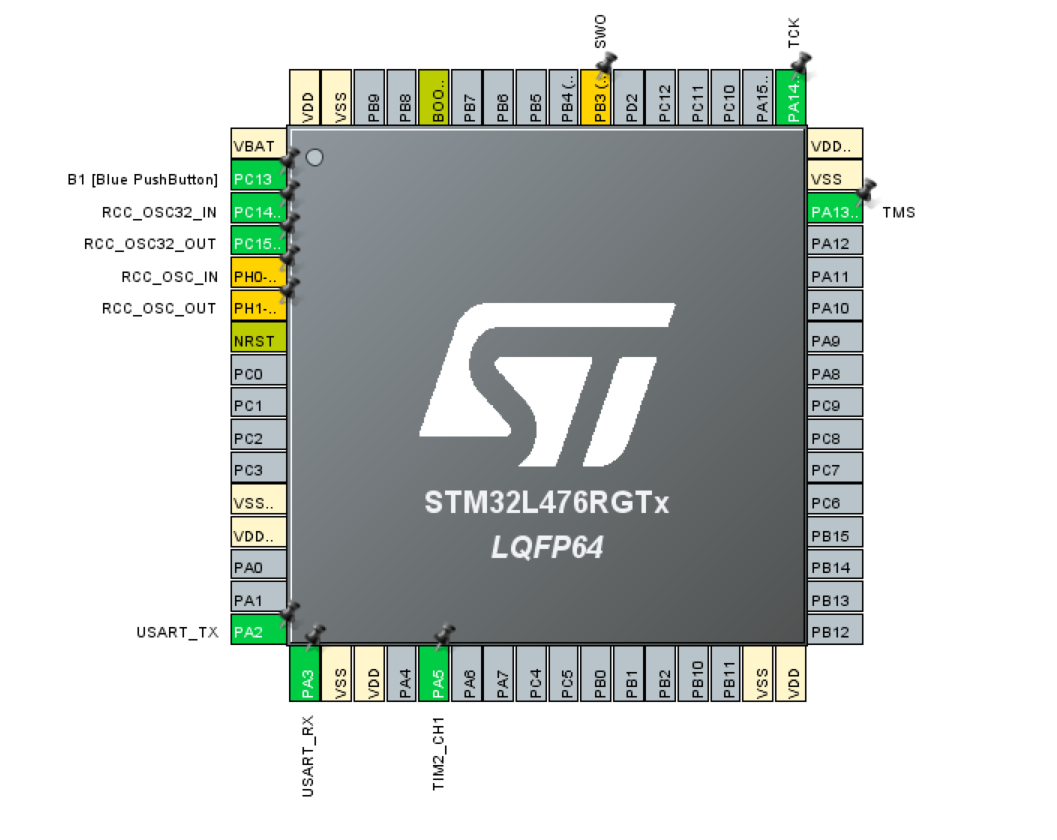 SWO
TCK
VDD
VSS
PB9
PB8
BOO..
PB7
PB6
PB5
PB4 (..
PB3 (..
PD2
PC12
PC11
PC10
PA15..
PA14..
VBAT
VDD..
B1 [Blue PushButton] PC13
VSS
RCC_OSC32_IN PC14..
PA13.. TMS
RCC_OSC32_OUT PC15..
PA12
RCC_OSC_IN PH0-..
PA11
RCC_OSC_OUT PH1-..
PA10
NRST
PA9
PC0
PA8
PC1
PC9
PC2
PC8
PC3
PC7
VSS..
PC6
VDD..
PB15
PA0
PB14
PA1
PB13
USART_TX PA2
PB12
STM32L476RGTx
LQFP64
PA3
VSS
VDD
PA4
PA5
PA6
PA7
PC4
PC5
PB0
PB1
PB2
PB10
PB11
VSS
VDD
USART_RX
TIM2_CH1